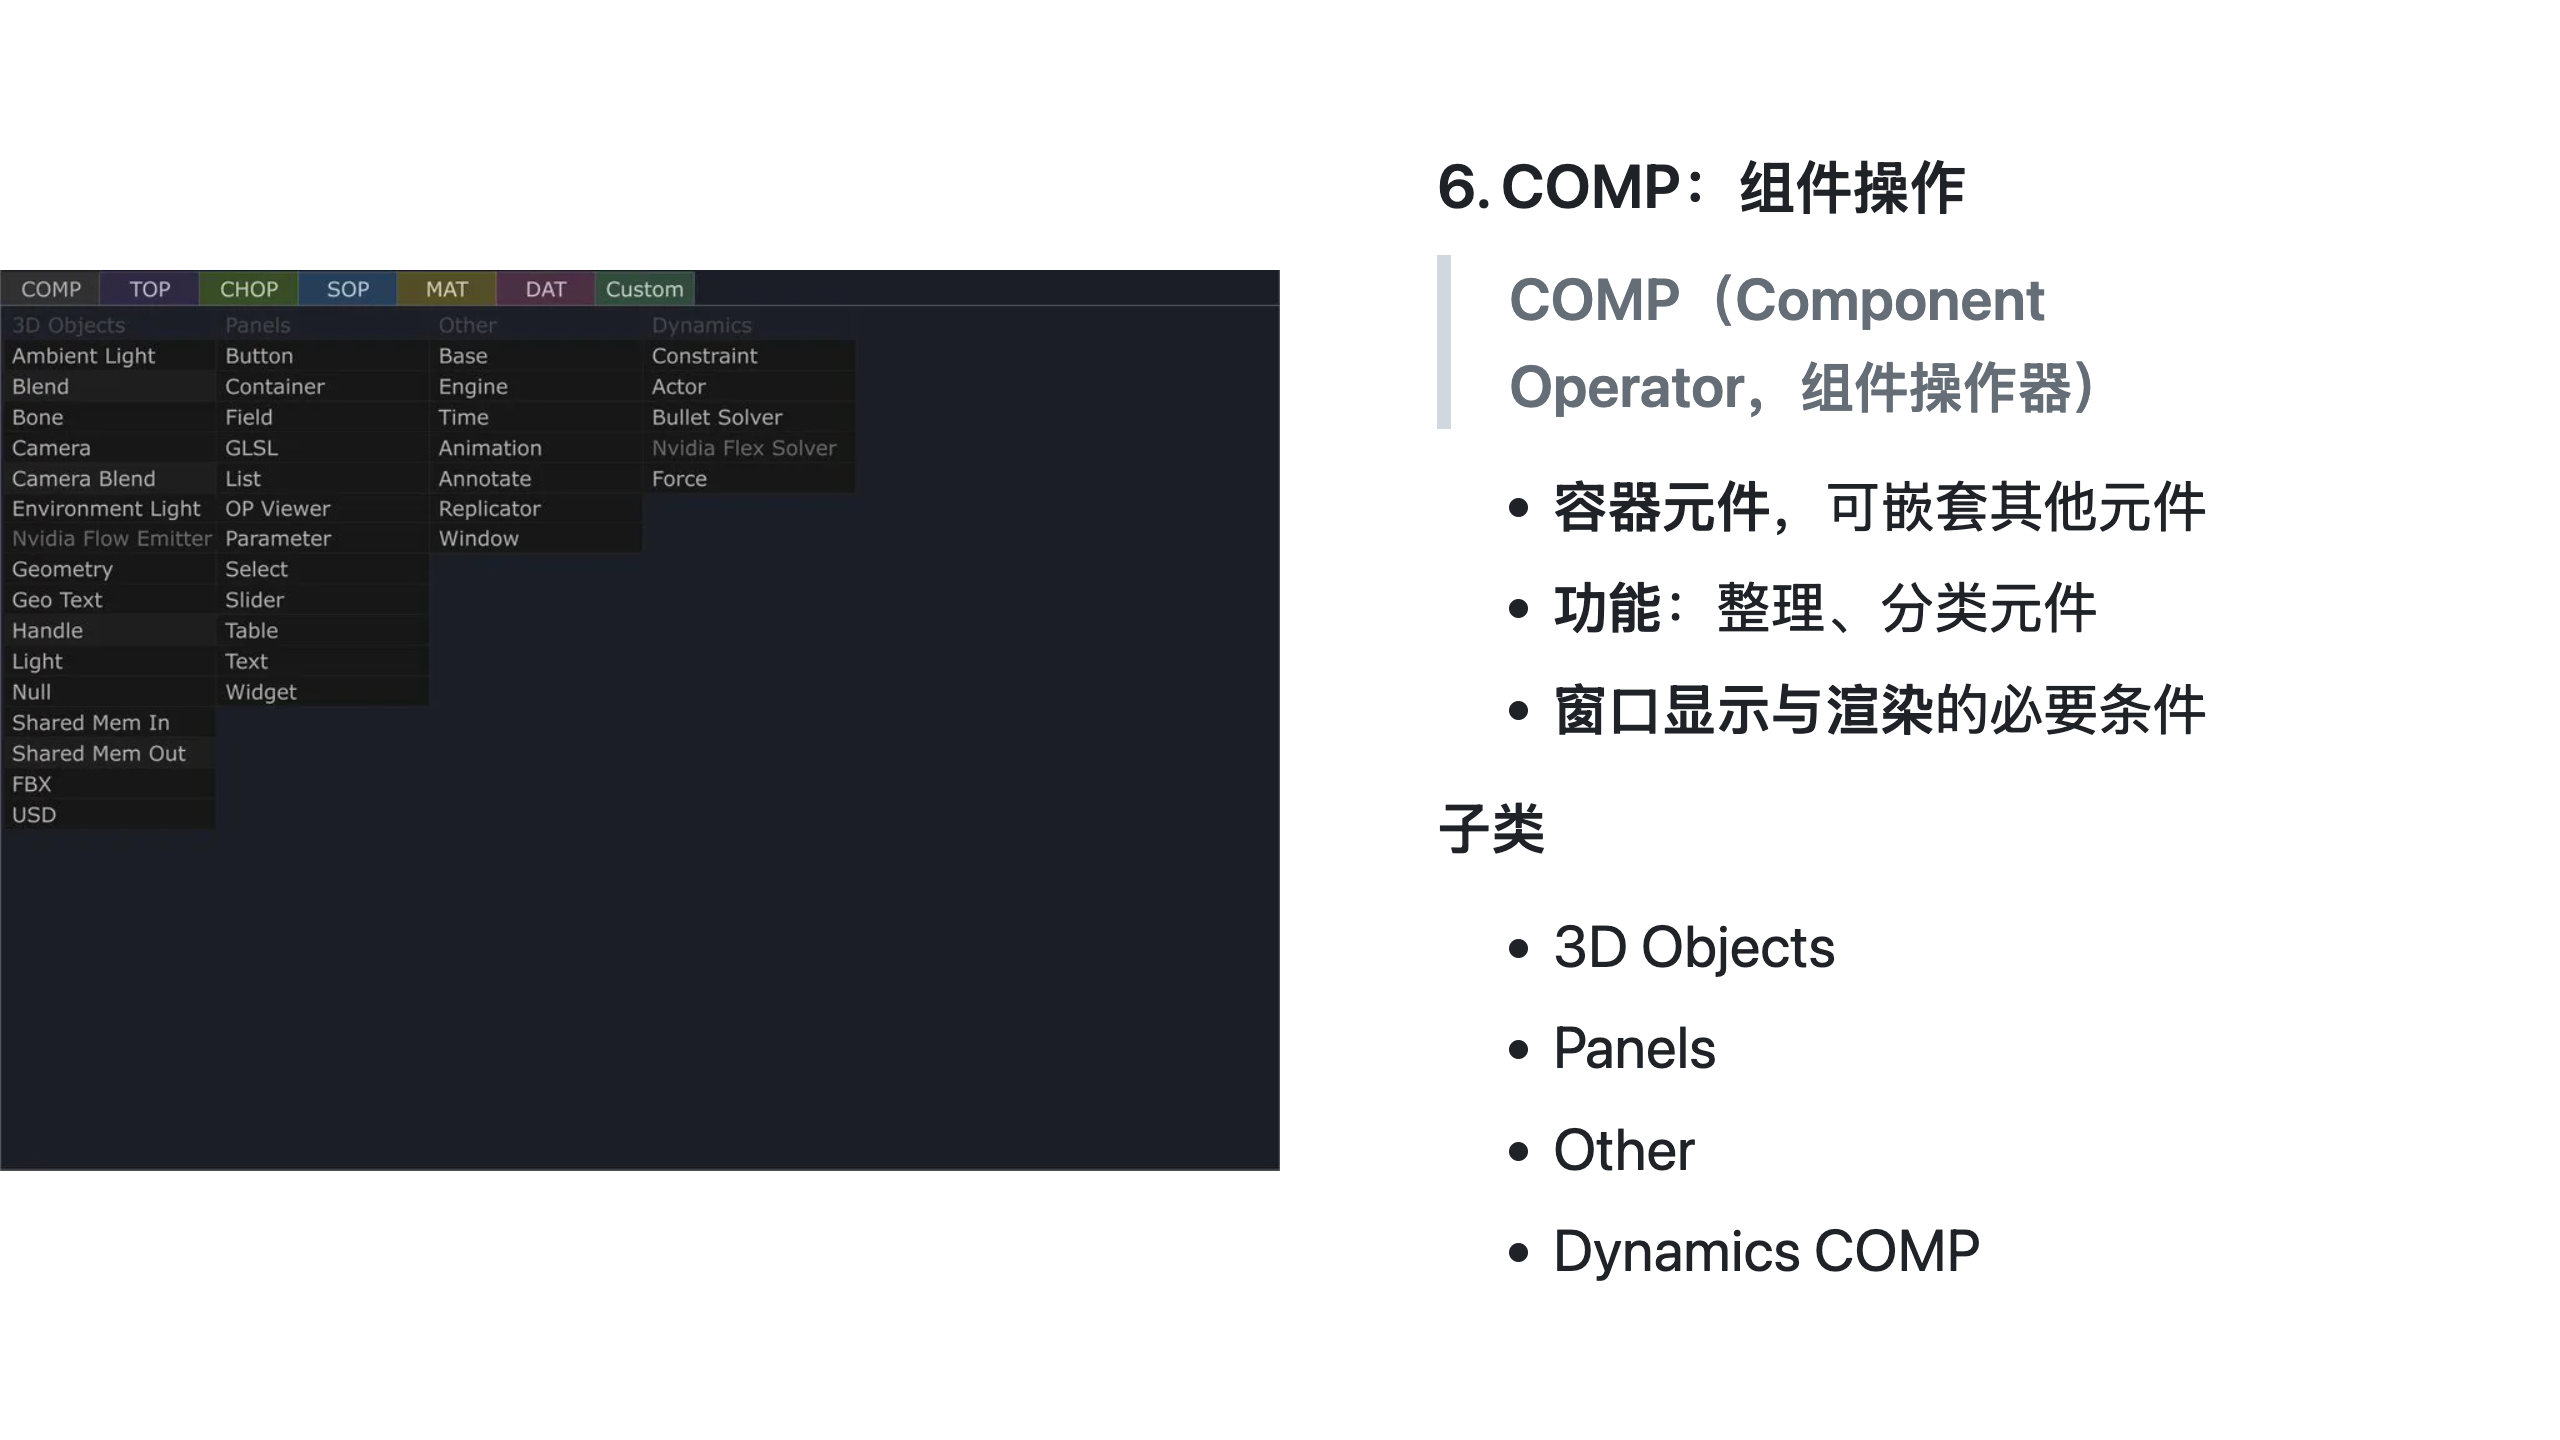 COMP TOP CHOP SOP MAT DAT Custom
3D Objects Panels Other Dynamics
Ambient Light Button Base Constraint
Blend Container Engine Actor
Bone Field Time Bullet Solver
Camera GLSL Animation Nvidia Flex Solver
Camera Blend List Annotate Force
Environment Light OP Viewer Replicator
Nvidia Flow Emitter Parameter Window
Geometry Select
Geo Text Slider
Handle Table
Light Text
Null Widget
Shared Mem In
Shared Mem Out
FBX
USD
6. COMP：组件操作
COMP（Component
Operator，组件操作器）
• 容器元件，可嵌套其他元件
• 功能：整理、分类元件
• 窗口显示与渲染的必要条件
子类
• 3D Objects
• Panels
• Other
• Dynamics COMP